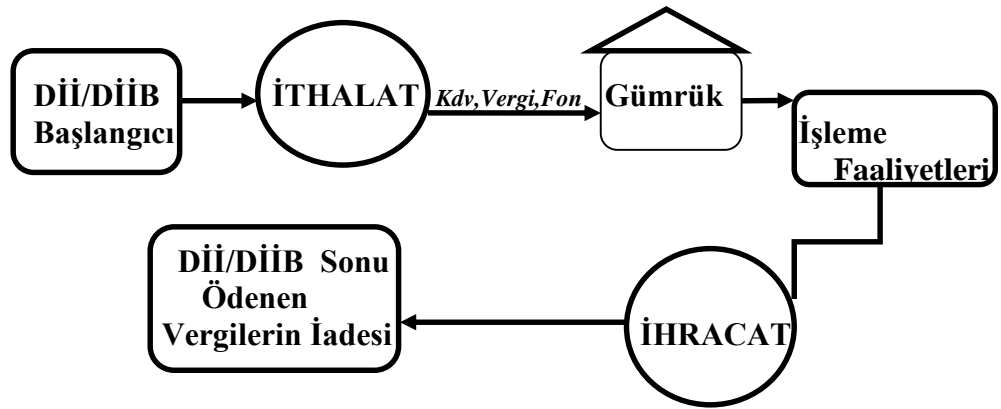 Dİİ/DİİB
Başlangıcı
İTHALAT
Kdv,Vergi,Fon
Gümrük
İşleme
Faaliyetleri
İHRACAT
Dİİ/DİİB Sonu
Ödenen
Vergilerin İadesi